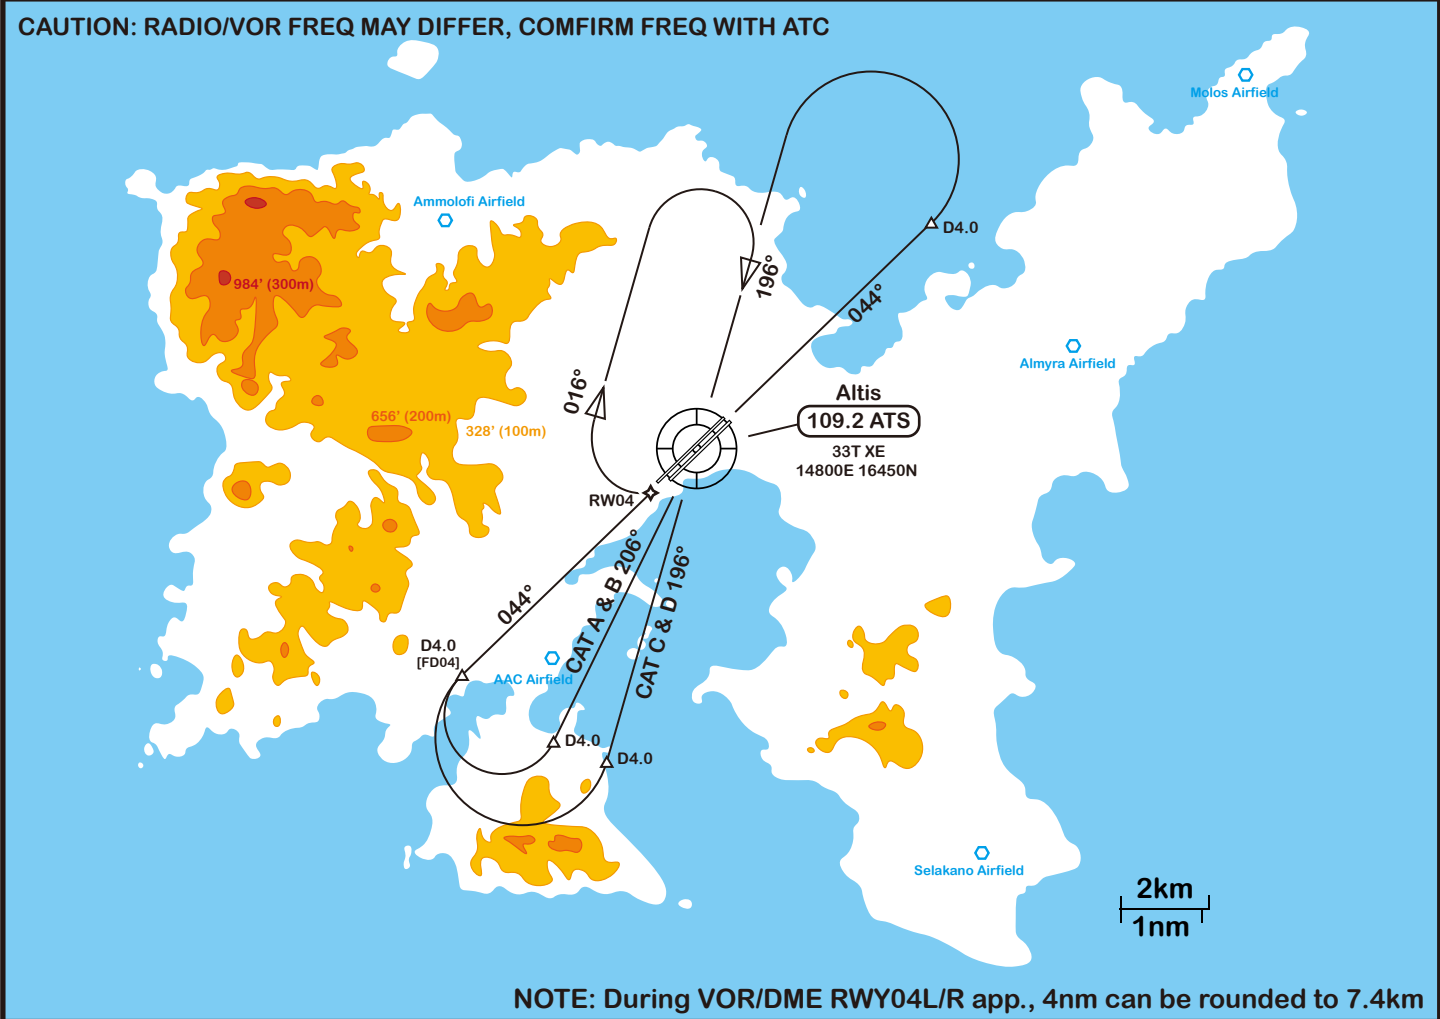 CAUTION: RADIO/VOR FREQ MAY DIFFER, COMFIRM FREQ WITH ATC
Molos Airfield
Ammolofi Airfield
D4.0
196°
984' (300m)
044°
Almyra Airfield
016°
Altis
109.2 ATS
33T XE
14800E 16450N
656' (200m)
328' (100m)
RW04
CAT A & B 206°
CAT C & D 196°
044°
D4.0
[FD04]
AAC Airfield
D4.0
D4.0
Selakano Airfield
2km
1nm
NOTE: During VOR/DME RWY04L/R app., 4nm can be rounded to 7.4km